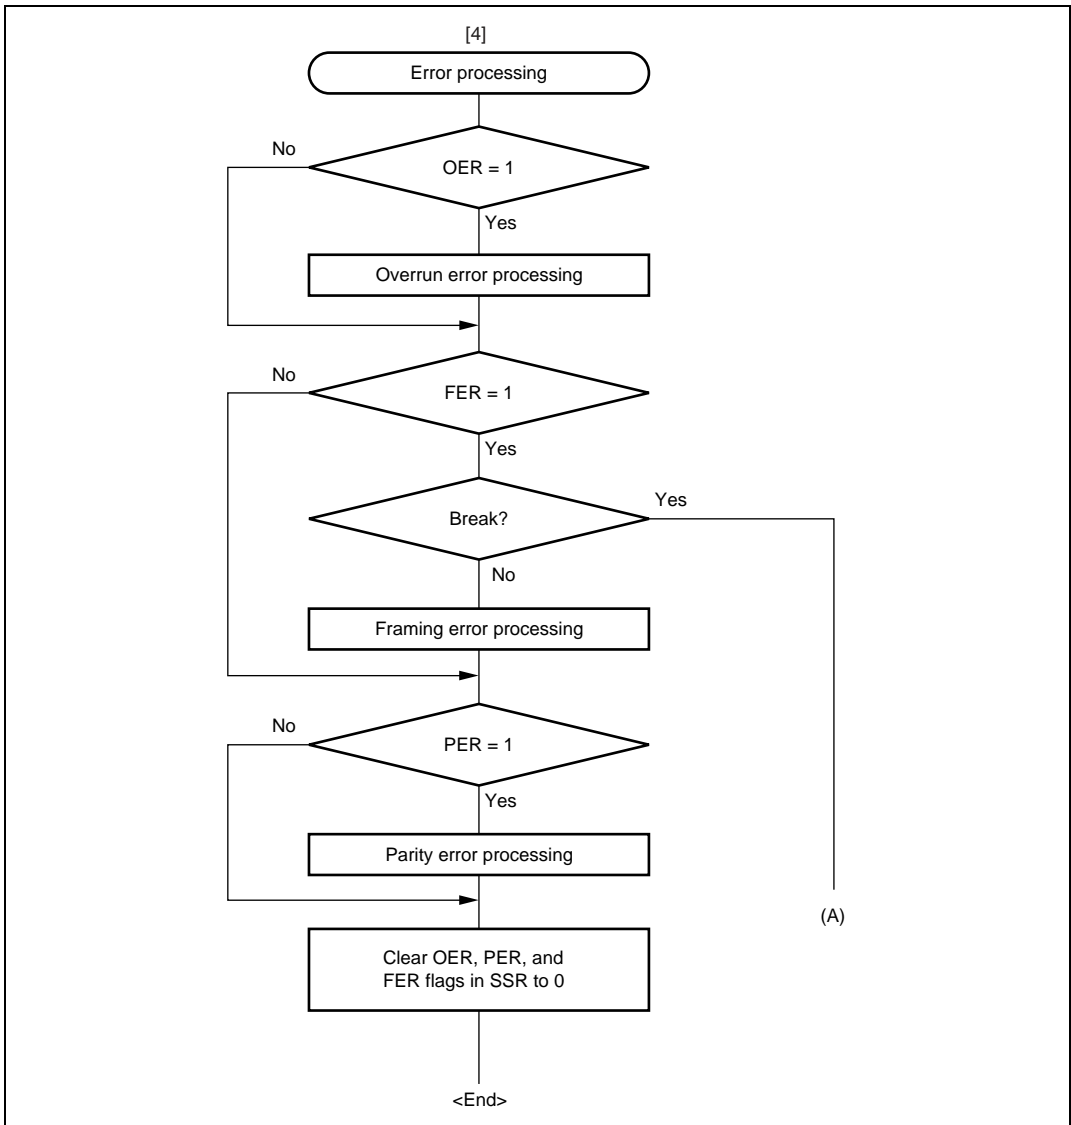 [4]
Error processing
No
OER = 1
Yes
Overrun error processing
No
FER = 1
Yes
Break?
Yes
No
Framing error processing
No
PER = 1
Yes
Parity error processing
(A)
Clear OER, PER, and
FER flags in SSR to 0
<End>